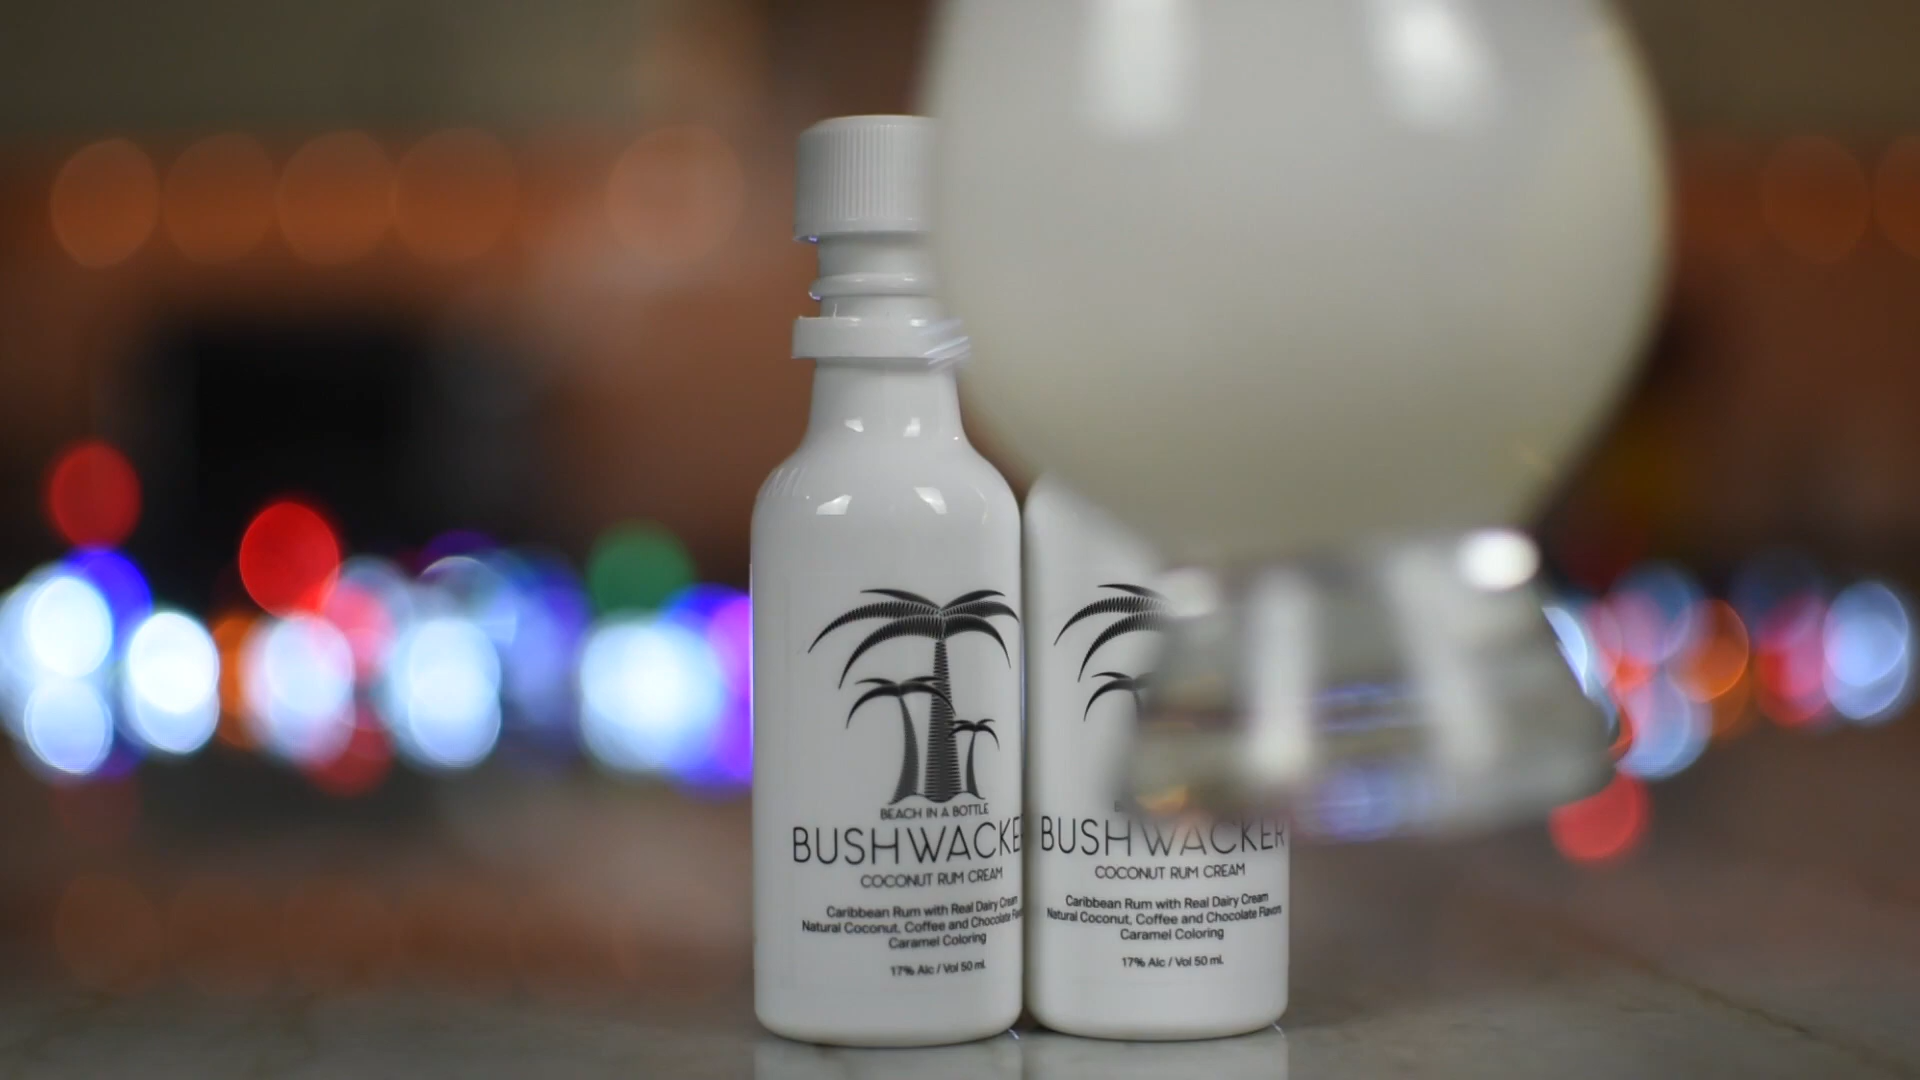 BEACH IN A BOTTLE
BUSHWACKE
COCONUT RUM CREAM
Caribbean Rum with Real Dairy Cream
Natural Coconut, Coffee and Chocolate
Caramel Coloring
17% Alc / Vol 50 ml.
BUSHWACKER
COCONUT RUM CREAM
Caribbean Rum with Real Dairy Cream
Natural Coconut, Coffee and Chocolate Flavors
Caramel Coloring
17% Alc / Vol 50 ml.